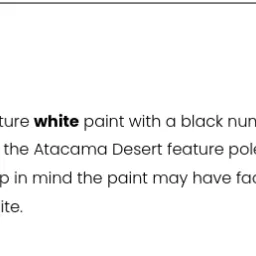 ture white paint with a black nun
the Atacama Desert feature pole
p in mind the paint may have fac
ite.